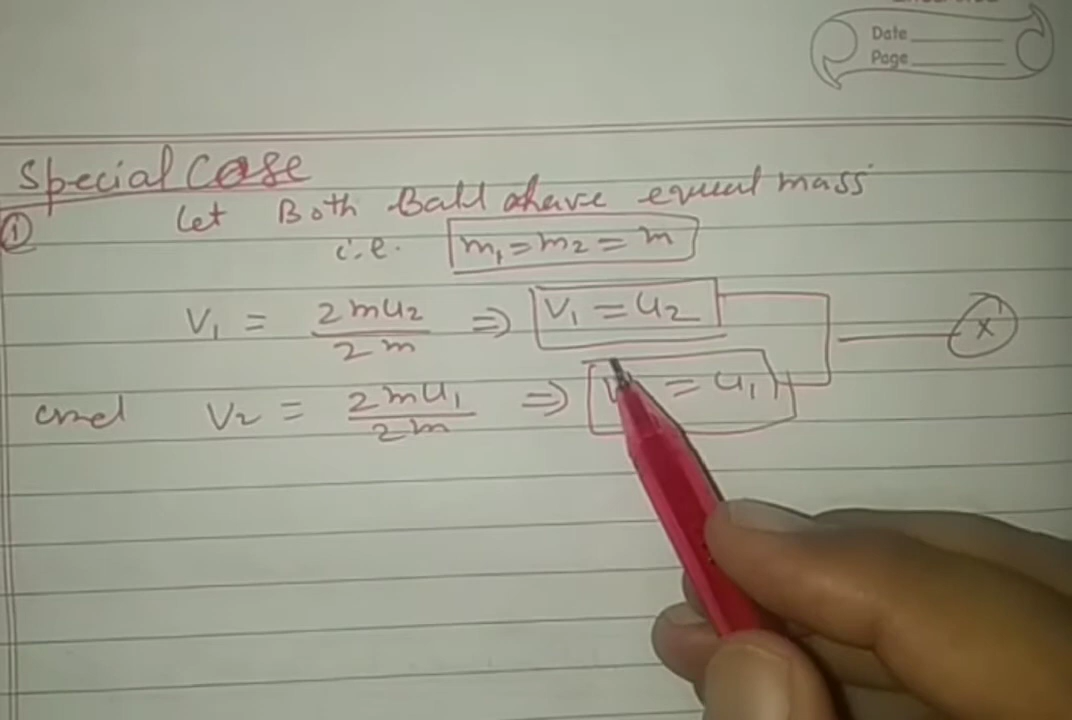 Date
Page
Special Case
① Let Both Ball have equal mass
i.e. m₁ = m₂ = m
V₁ = 2mu₂ / 2m ⇒ V₁ = u₂ (x)
and V₂ = 2mu₁ / 2m ⇒ = u₁